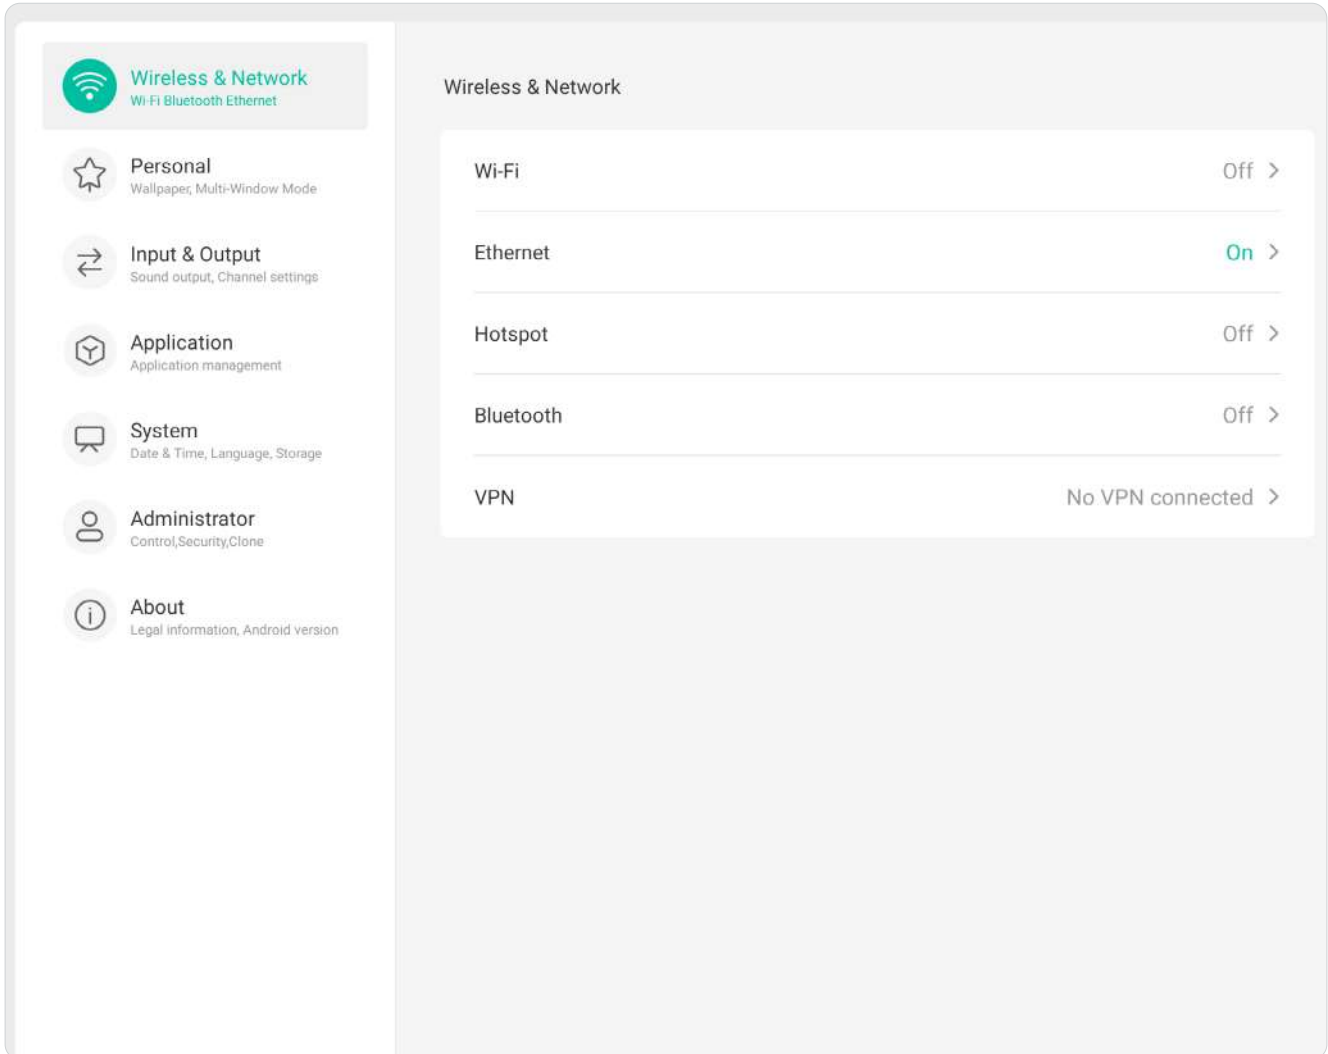 Wireless & Network
Wi-Fi Bluetooth Ethernet
Personal
Wallpaper, Multi-Window Mode
Input & Output
Sound output, Channel settings
Application
Application management
System
Date & Time, Language, Storage
Administrator
Control,Security,Clone
About
Legal information, Android version
Wireless & Network
Wi-Fi Off
Ethernet On
Hotspot Off
Bluetooth Off
VPN No VPN connected